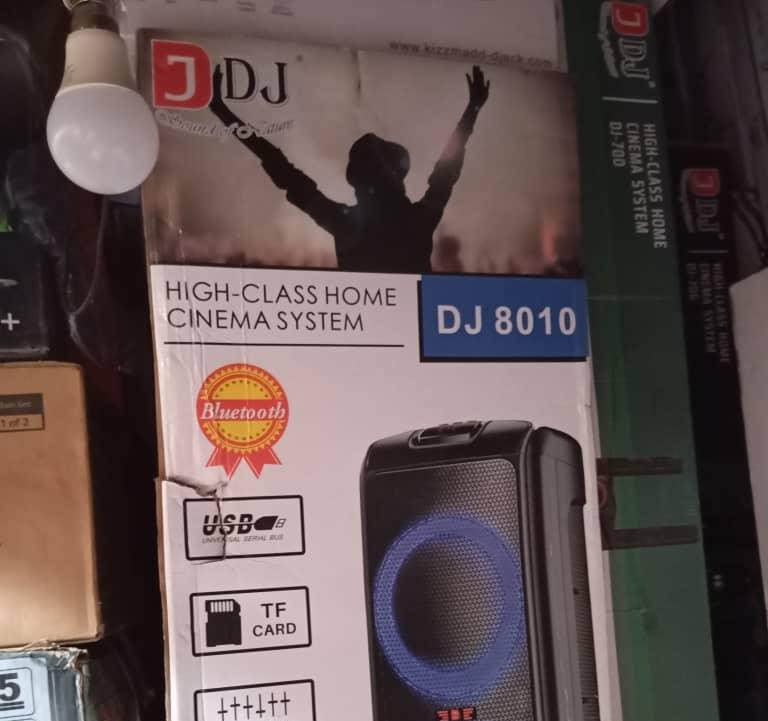 www.kizzmadd-djack.com
J DJ
Sound of Nature
HIGH-CLASS HOME
CINEMA SYSTEM
DJ 8010
Bluetooth
USB
UNIVERSAL SERIAL BUS
TF
CARD
J DJ
HIGH-CLASS HOME
CINEMA SYSTEM
DJ-700
J DJ
HIGH-CLASS HOME
CINEMA SYSTEM
DJ-700
+
1 of 2
5